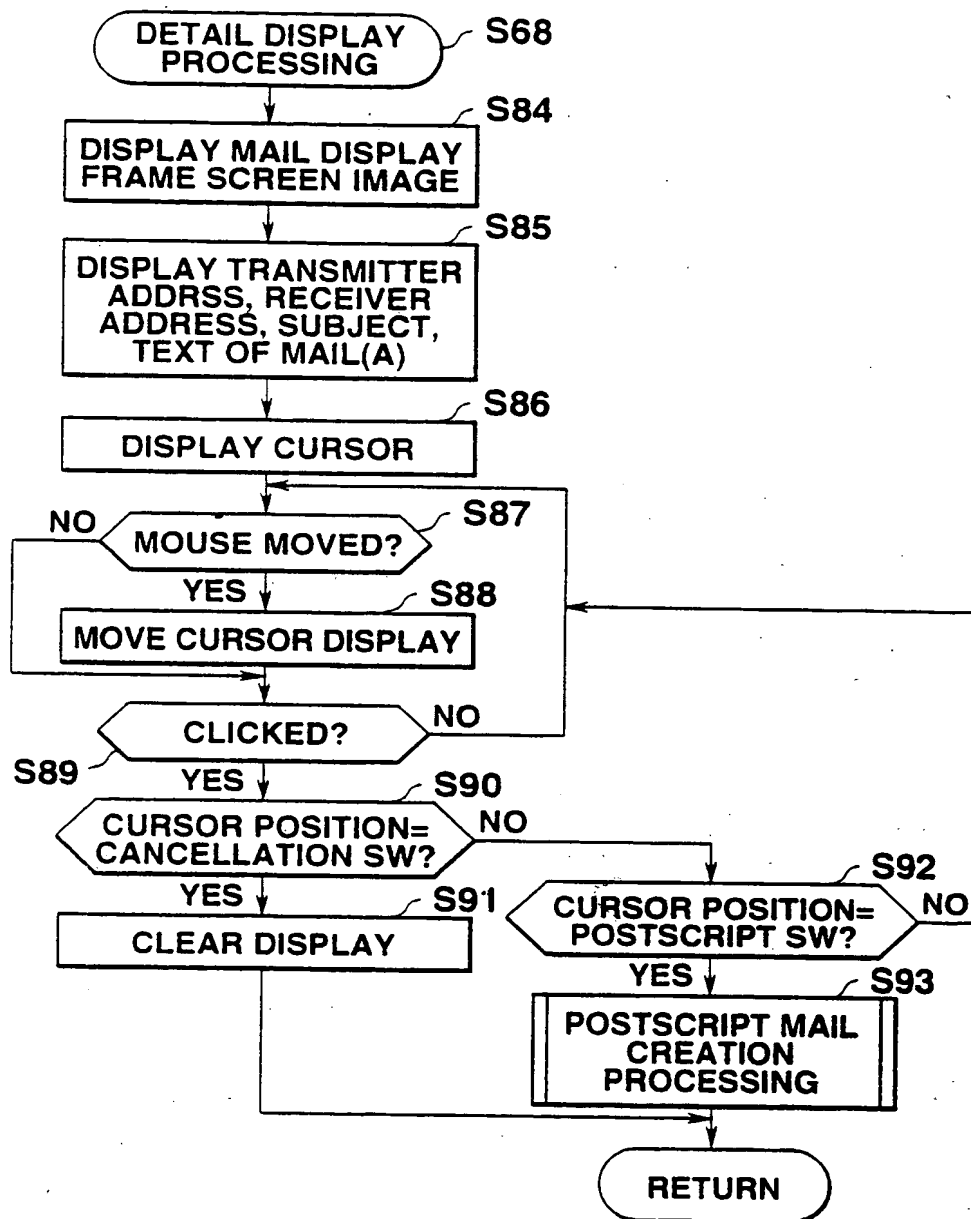 DETAIL DISPLAY
PROCESSING
S68
S84
DISPLAY MAIL DISPLAY
FRAME SCREEN IMAGE
S85
DISPLAY TRANSMITTER
ADDRSS, RECEIVER
ADDRESS, SUBJECT,
TEXT OF MAIL(A)
S86
DISPLAY CURSOR
S87
NO
MOUSE MOVED?
YES
S88
MOVE CURSOR DISPLAY
CLICKED?
NO
S89
YES
S90
CURSOR POSITION=
CANCELLATION SW?
NO
YES
S91
CLEAR DISPLAY
S92
CURSOR POSITION=
POSTSCRIPT SW?
NO
YES
S93
POSTSCRIPT MAIL
CREATION
PROCESSING
RETURN